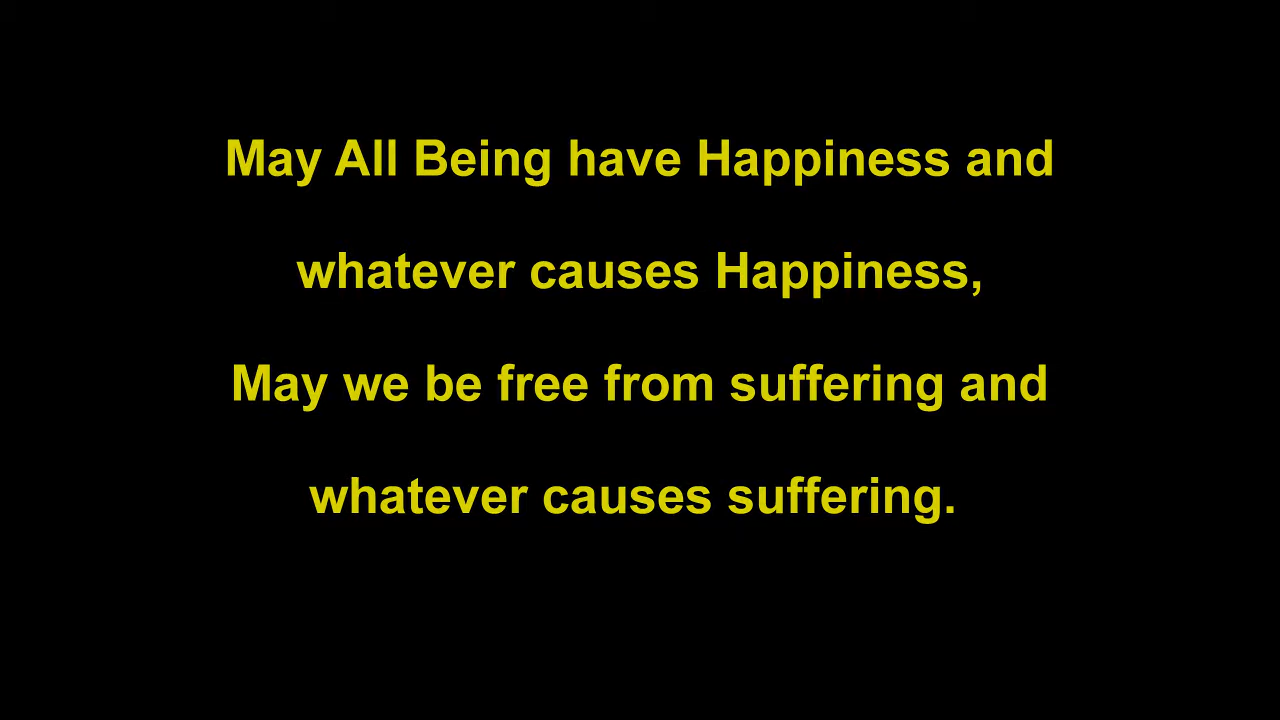 May All Being have Happiness and
whatever causes Happiness,
May we be free from suffering and
whatever causes suffering.